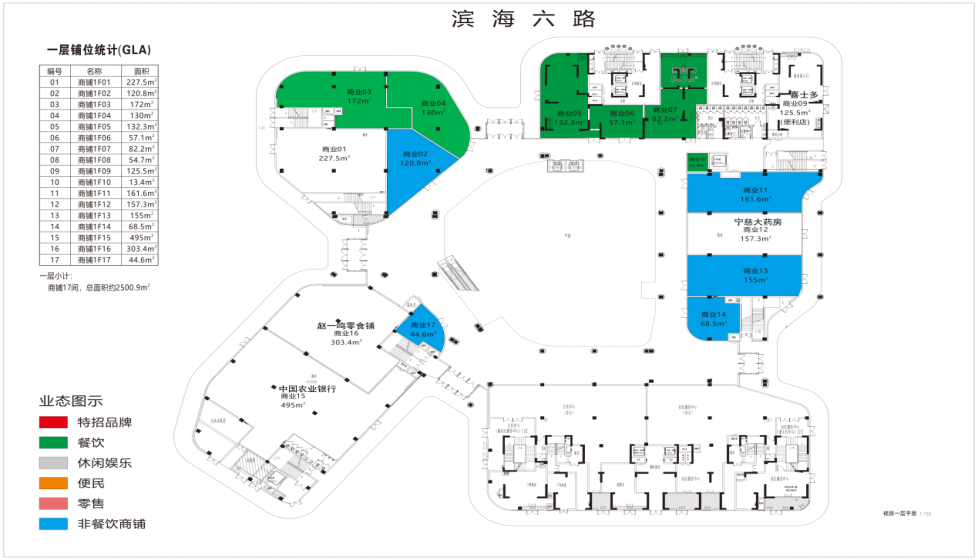 滨海六路
一层铺位统计(GLA)
编号 名称 面积
01 商铺1F01 227.5m²
02 商铺1F02 120.8m²
03 商铺1F03 172m²
04 商铺1F04 130m²
05 商铺1F05 132.3m²
06 商铺1F06 57.1m²
07 商铺1F07 82.2m²
08 商铺1F08 54.7m²
09 商铺1F09 125.5m²
10 商铺1F10 13.4m²
11 商铺1F11 161.6m²
12 商铺1F12 157.3m²
13 商铺1F13 155m²
14 商铺1F14 68.5m²
15 商铺1F15 495m²
16 商铺1F16 303.4m²
17 商铺1F17 44.6m²
一层小计：
商铺17间，总面积约2500.9m²
商业03
172m²
商业04
130m²
商业01
227.5m²
商业02
120.8m²
商业05
132.3m²
商业06
57.1m²
商业07
82.2m²
喜士多
商业09
125.5m²
(便利店)
商业10
13.4m²
商业11
161.6m²
宁慈大药房
商业12
157.3m²
商业13
155m²
商业14
68.5m²
商业17
44.6m²
赵一鸣零食铺
商业16
303.4m²
中国农业银行
商业15
495m²
业态图示
特招品牌
餐饮
休闲娱乐
便民
零售
非餐饮商铺
裙房一层平面